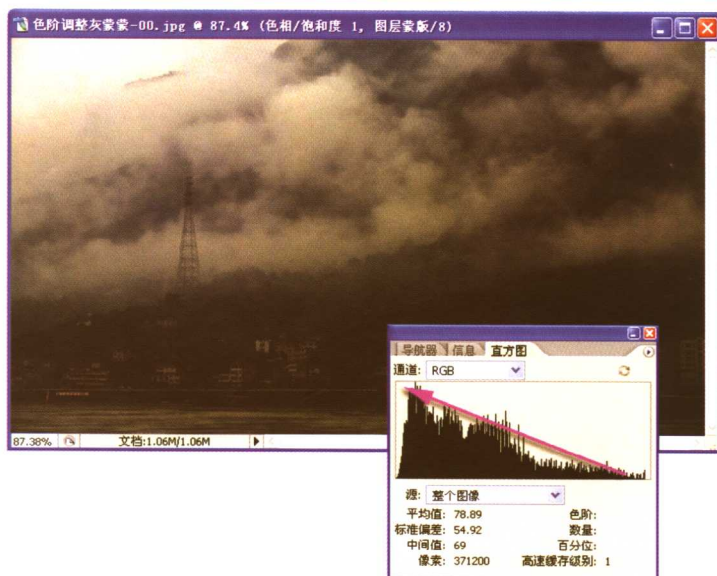 色阶调整灰蒙蒙-00.jpg @ 87.4% (色相/饱和度 1, 图层蒙版/8)
87.38%
文档:1.06M/1.06M
导航器 信息 直方图
通道: RGB
源: 整个图像
平均值: 78.89 色阶:
标准偏差: 54.92 数量:
中间值: 69 百分位:
像素: 371200 高速缓存级别: 1